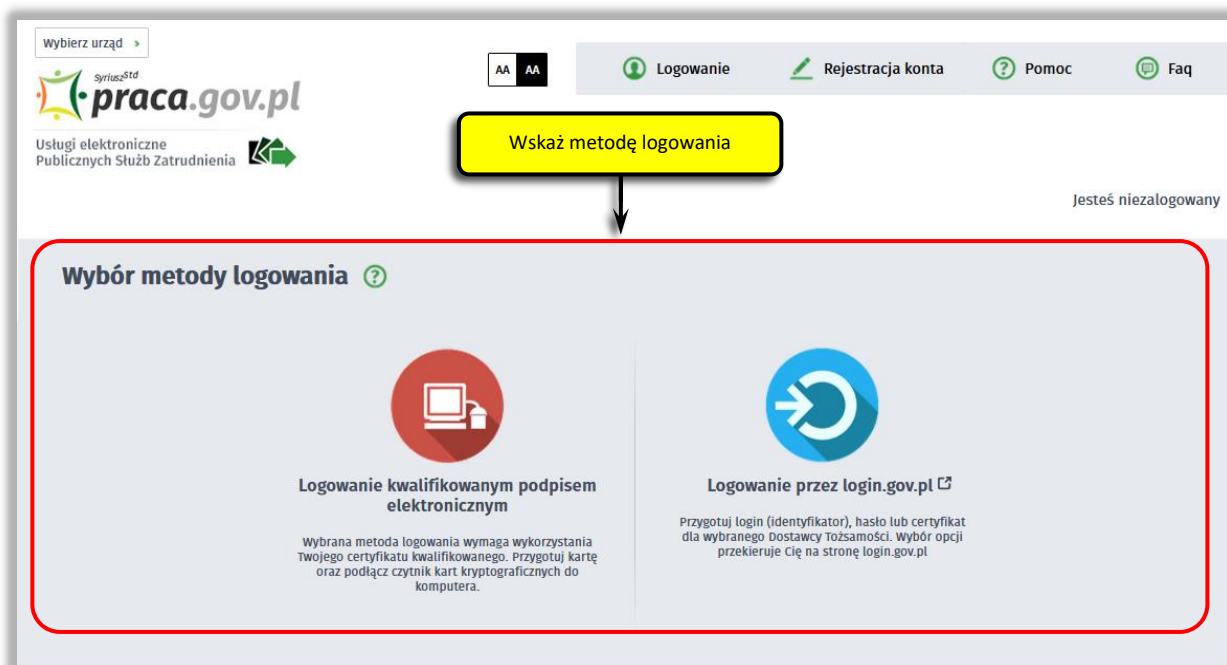 Wybierz urząd
Syriusz Std
praca.gov.pl
Usługi elektroniczne
Publicznych Służb Zatrudnienia
AA AA
Logowanie
Rejestracja konta
Pomoc
Faq
Wskaż metodę logowania
Jesteś niezalogowany
Wybór metody logowania ?
Logowanie kwalifikowanym podpisem
elektronicznym
Wybrana metoda logowania wymaga wykorzystania
Twojego certyfikatu kwalifikowanego. Przygotuj kartę
oraz podłącz czytnik kart kryptograficznych do
komputera.
Logowanie przez login.gov.pl
Przygotuj login (identyfikator), hasło lub certyfikat
dla wybranego Dostawcy Tożsamości. Wybór opcji
przekieruje Cię na stronę login.gov.pl